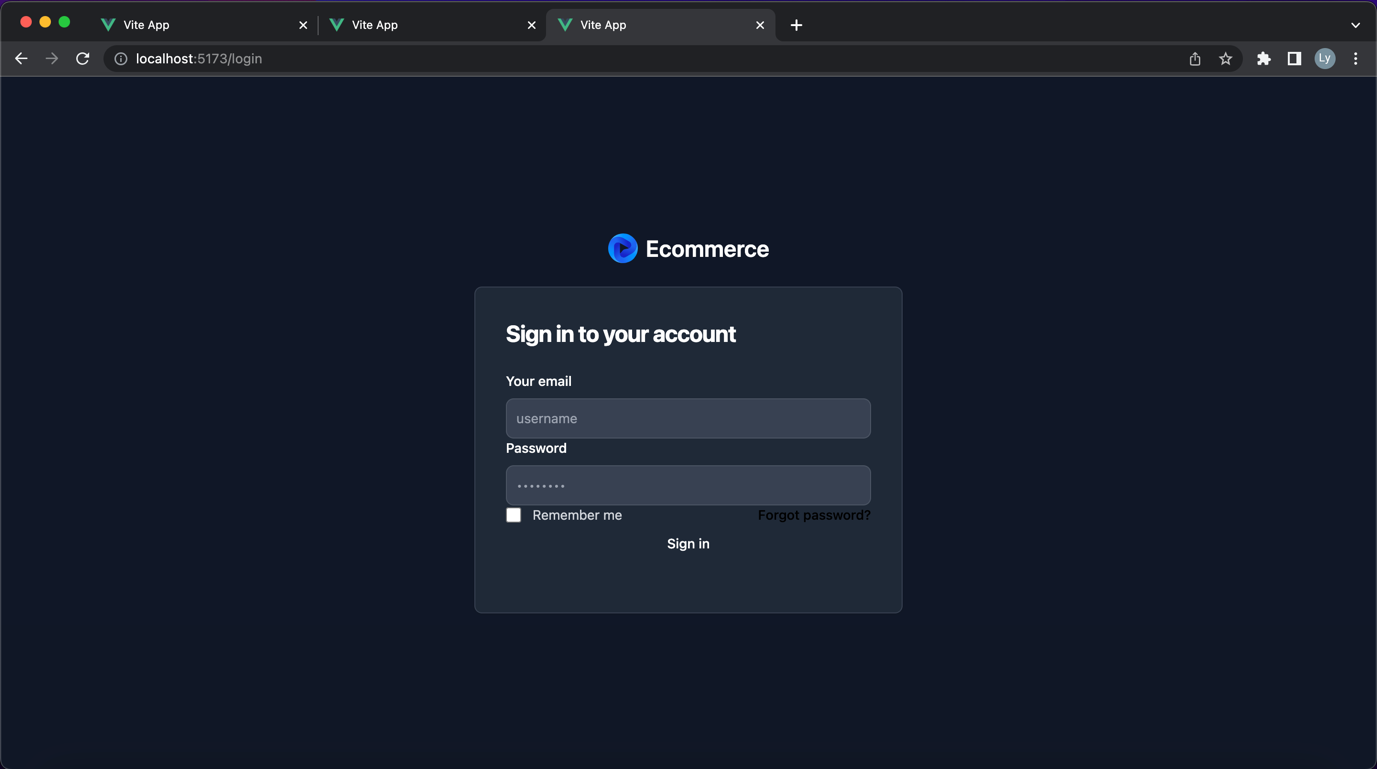 Vite App
Vite App
Vite App
localhost:5173/login
Ly
Ecommerce
Sign in to your account
Your email
username
Password
Remember me
Forgot password?
Sign in